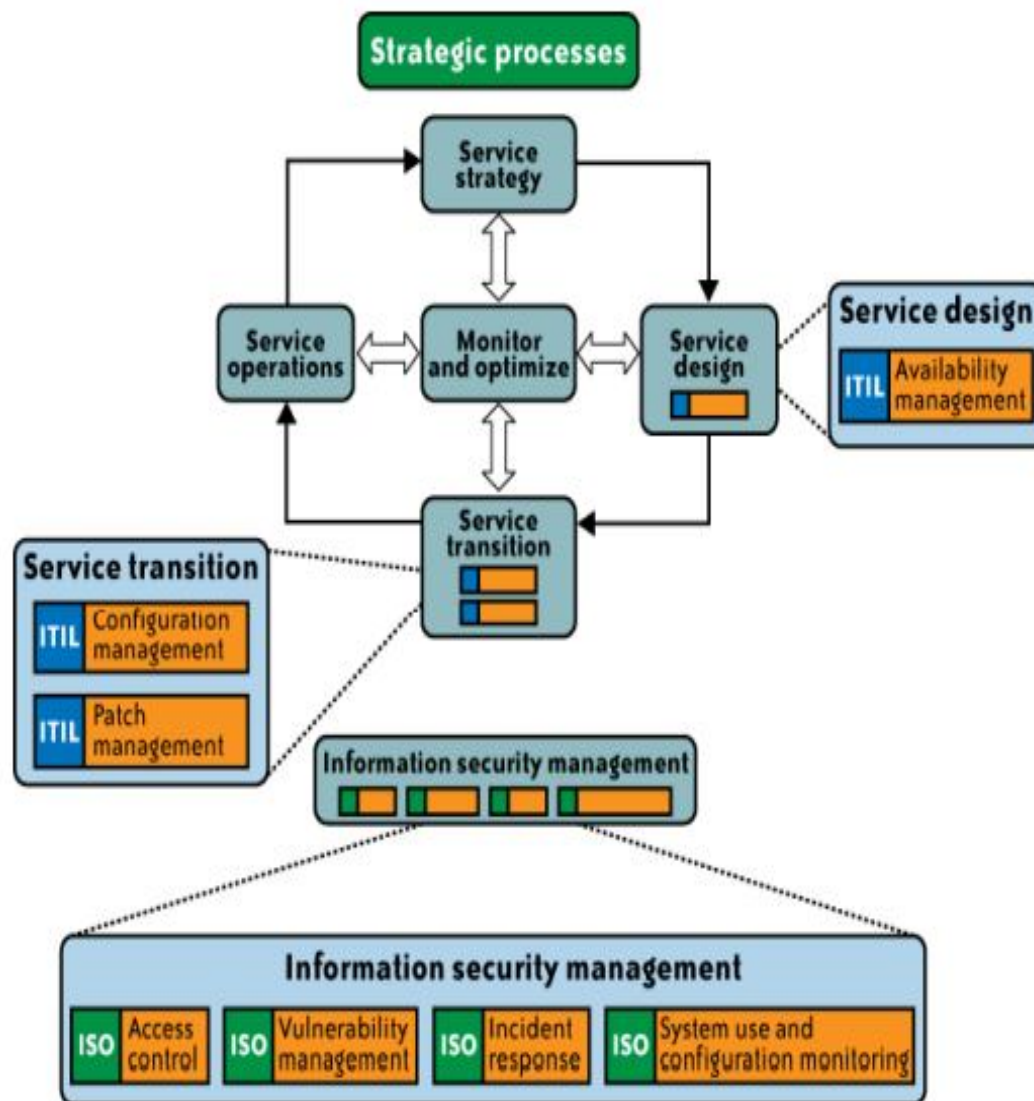 Strategic processes
Service
strategy
Service
operations
Monitor
and optimize
Service
design
Service design
ITIL
Availability
management
Service
transition
Service transition
ITIL
Configuration
management
ITIL
Patch
management
Information security management
Information security management
ISO
Access
control
ISO
Vulnerability
management
ISO
Incident
response
ISO
System use and
configuration monitoring